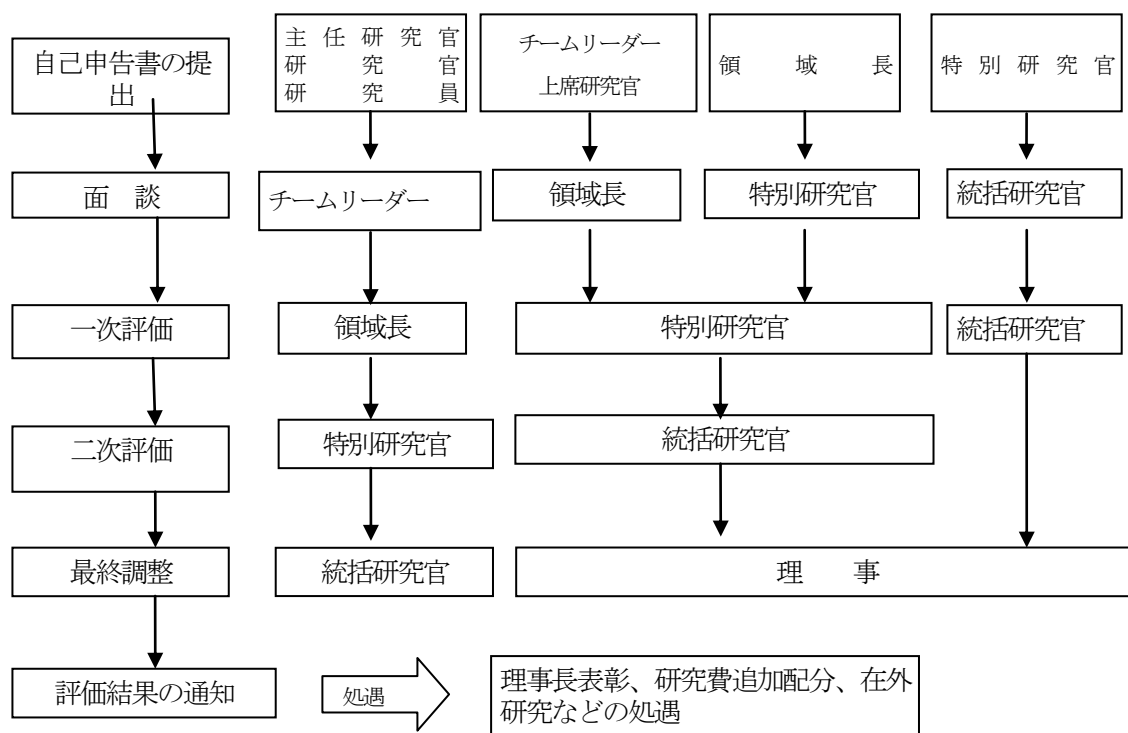 自己申告書の提
出
主任研究官
研究官
研究員
チームリーダー
上席研究官
領域長
特別研究官
面 談
チームリーダー
領域長
特別研究官
統括研究官
一次評価
領域長
特別研究官
統括研究官
二次評価
特別研究官
統括研究官
最終調整
統括研究官
理 事
評価結果の通知
処遇
理事長表彰、研究費追加配分、在外
研究などの処遇